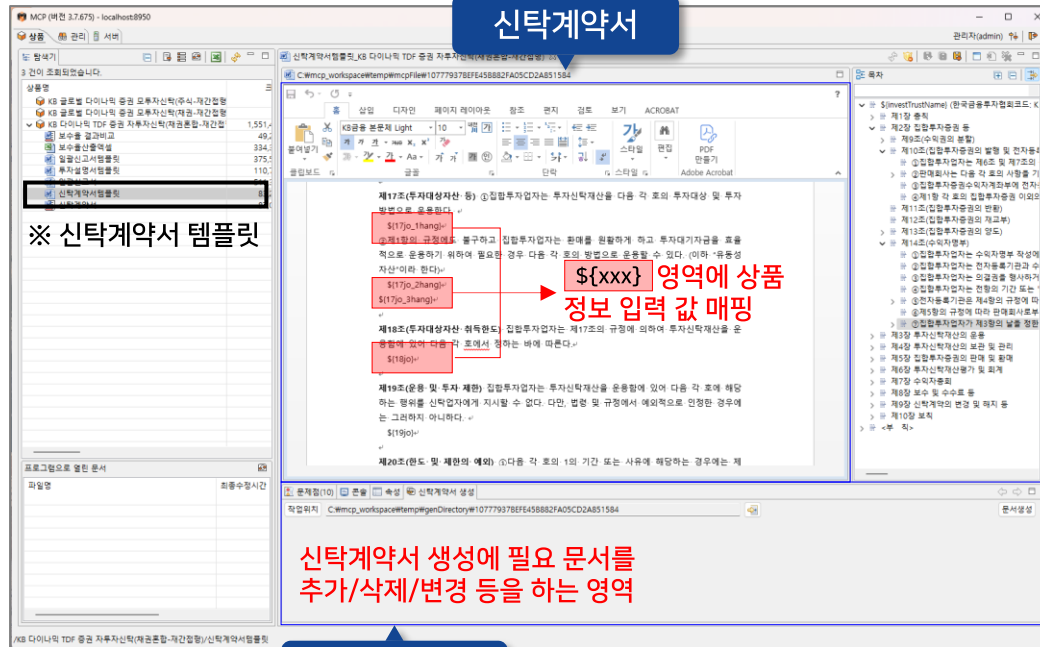 MCP (버전 3.7.675) - localhost:8950
신탁계약서
상품 관리 서버
관리자(admin)
탐색기
3 건이 조회되었습니다.
상품명
KB 글로벌 다이나믹 증권 모투자신탁(주식-재간접형
KB 글로벌 다이나믹 증권 모투자신탁(채권-재간접형
KB 다이나믹 TDF 증권 자투자신탁(채권혼합-재간접 1,551,
보수율 결과비교 49,
보수율산출엑셀 334,
일괄신고서템플릿 375,
투자설명서템플릿 110,
신탁계약서템플릿
※ 신탁계약서 템플릿
프로그램으로 열린 문서
파일명 최종수정시간
신탁계약서템플릿_KB 다이나믹 TDF 증권 자투자신탁(채권혼합-재간접형)
C:₩mcp_workspace₩temp₩mcpFile₩107779378EFE45B882FA05CD2A851584
홈 삽입 디자인 페이지 레이아웃 참조 편지 검토 보기 ACROBAT
KB금융 본문체 Light 10
붙여넣기 스타일 편집 PDF 만들기
클립보드 글꼴 단락 스타일 Adobe Acrobat
제17조(투자대상자산 등) ①집합투자업자는 투자신탁재산을 다음 각 호의 투자대상 및 투자
방법으로 운용한다.
${17jo_1hang}
②제1항의 규정에도 불구하고 집합투자업자는 환매를 원활하게 하고 투자대기자금을 효율
적으로 운용하기 위하여 필요한 경우 다음 각 호의 방법으로 운용할 수 있다. (이하 "유동성
자산"이라 한다)
${17jo_2hang}
${17jo_3hang}
${xxx} 영역에 상품
정보 입력 값 매핑
제18조(투자대상자산 취득한도) 집합투자업자는 제17조의 규정에 의하여 투자신탁재산을 운
용함에 있어 다음 각 호에서 정하는 바에 따른다.
${18jo}
제19조(운용 및 투자 제한) 집합투자업자는 투자신탁재산을 운용함에 있어 다음 각 호에 해당
하는 행위를 신탁업자에게 지시할 수 없다. 다만, 법령 및 규정에서 예외적으로 인정한 경우에
는 그러하지 아니하다.
${19jo}
제20조(한도 및 제한의 예외) ①다음 각 호의 1의 기간 또는 사유에 해당하는 경우에는 제
목차
${investTrustName} (한국금융투자협회코드: K
제1장 총칙
제2장 집합투자증권 등
제9조(수익권의 분할)
제10조(집합투자증권의 발행 및 전자등록
①집합투자업자는 제6조 및 제7조의
②판매회사는 다음 각 호의 사항을 기
③집합투자증권수익자계좌부에 전자
④제1항 각 호의 집합투자증권 이외의
제11조(집합투자증권의 반환)
제12조(집합투자증권의 재교부)
제13조(집합투자증권의 양도)
제14조(수익자명부)
①집합투자업자는 수익자명부 작성에
②집합투자업자는 전자등록기관과 수
③집합투자업자는 의결권을 행사하거
④집합투자업자는 전항의 기간 또는
⑤전자등록기관은 제4항의 규정에 따
⑥제5항의 규정에 따라 판매회사로부
⑦집합투자업자가 제3항의 날을 정한
제3장 투자신탁재산의 운용
제4장 투자신탁재산의 보관 및 관리
제5장 집합투자증권의 판매 및 환매
제6장 투자신탁재산평가 및 회계
제7장 수익자총회
제8장 보수 및 수수료 등
제9장 신탁계약의 변경 및 해지 등
제10장 보칙
<부 칙>
문제점(10) 콘솔 속성 신탁계약서 생성
작업위치 C:₩mcp_workspace₩temp₩genDirectory₩107779378EFE45B882FA05CD2A851584 문서생성
신탁계약서 생성에 필요 문서를
추가/삭제/변경 등을 하는 영역
/KB 다이나믹 TDF 증권 자투자신탁(채권혼합-재간접형)/신탁계약서템플릿